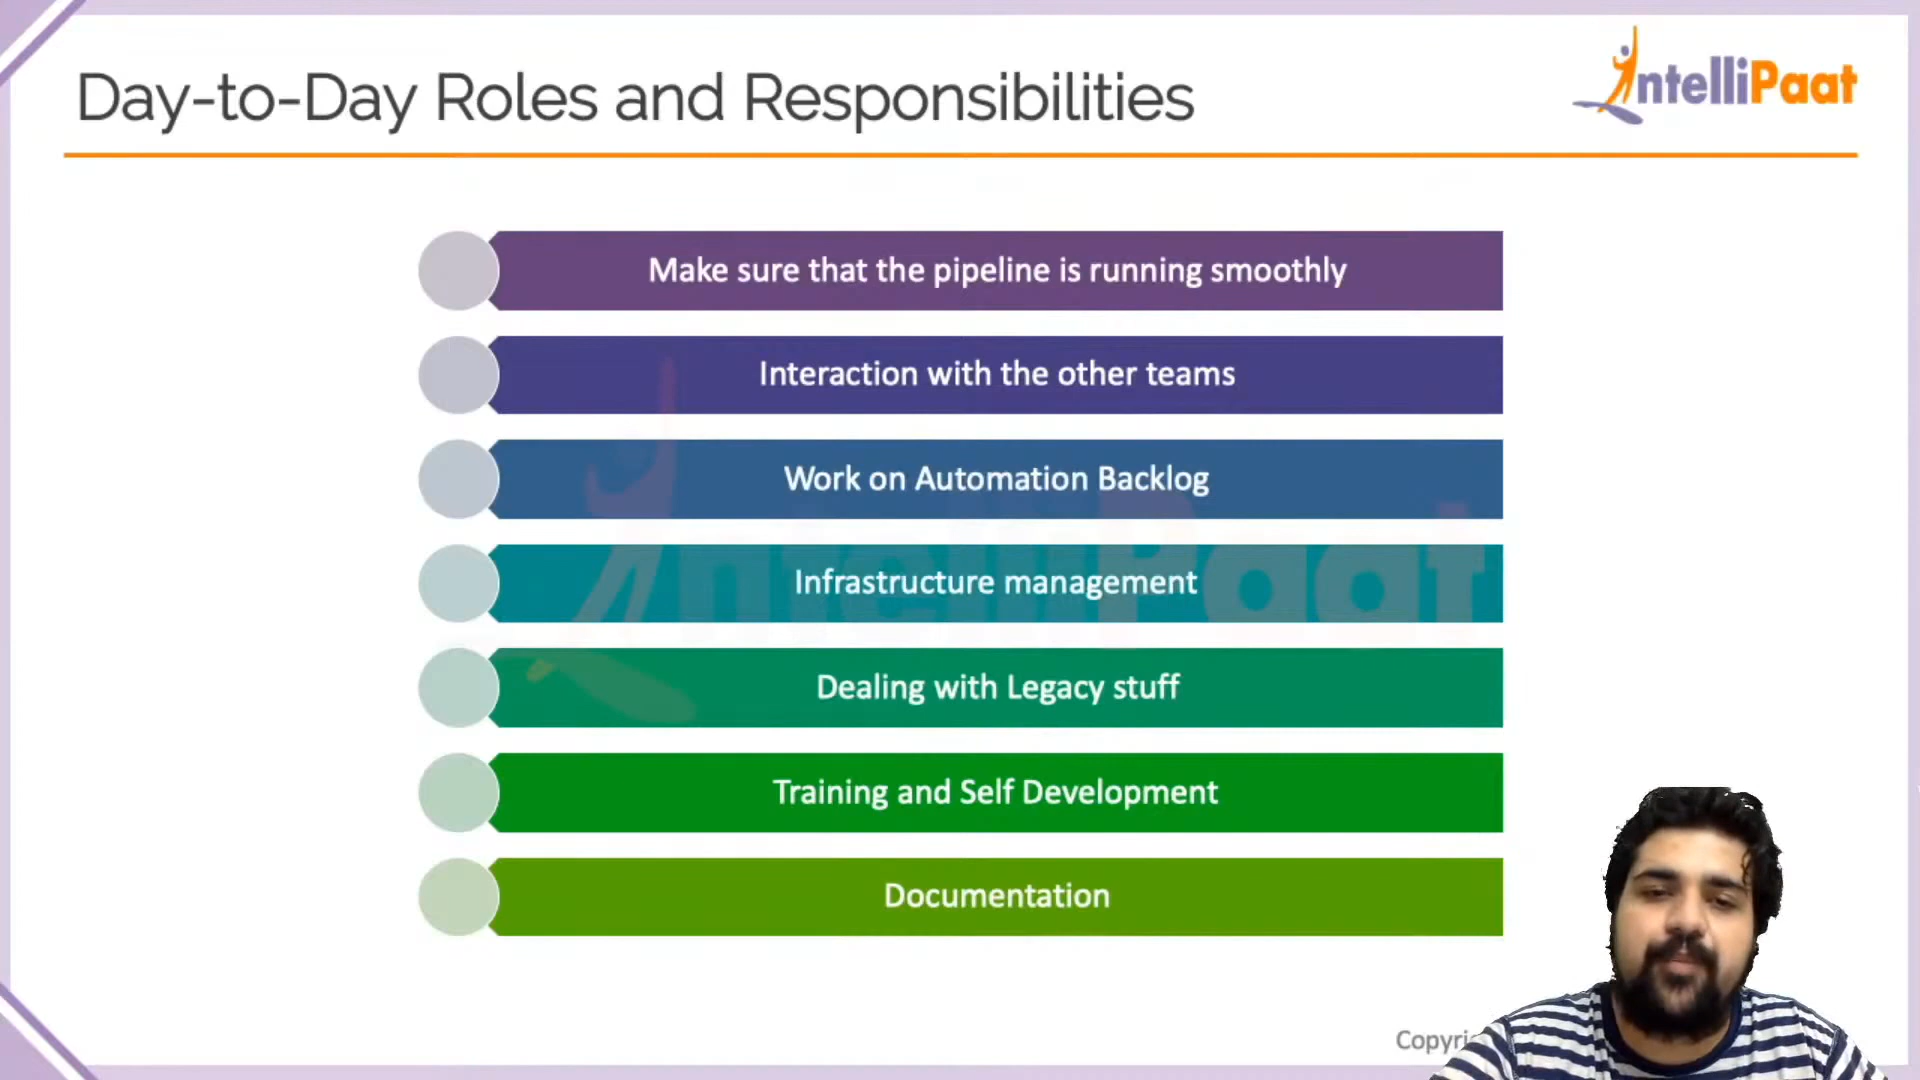 Day-to-Day Roles and Responsibilities
IntelliPaat
Make sure that the pipeline is running smoothly
Interaction with the other teams
Work on Automation Backlog
Infrastructure management
IntelliPaat
Dealing with Legacy stuff
Training and Self Development
Documentation